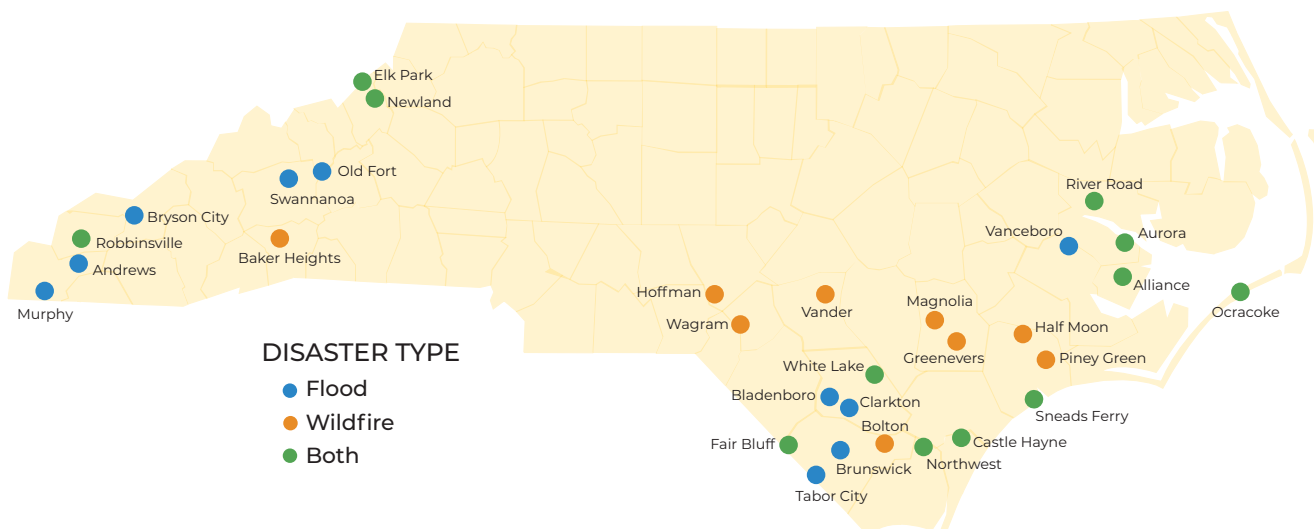 Elk Park
Newland
Old Fort
Swannanoa
Bryson City
Robbinsville
Baker Heights
Andrews
Murphy
River Road
Vanceboro
Aurora
Alliance
Ocracoke
Hoffman
Vander
Magnolia
Wagram
Half Moon
Greenevers
Piney Green
White Lake
Bladenboro
Clarkton
Sneads Ferry
Bolton
Fair Bluff
Castle Hayne
Northwest
Brunswick
Tabor City
DISASTER TYPE
Flood
Wildfire
Both